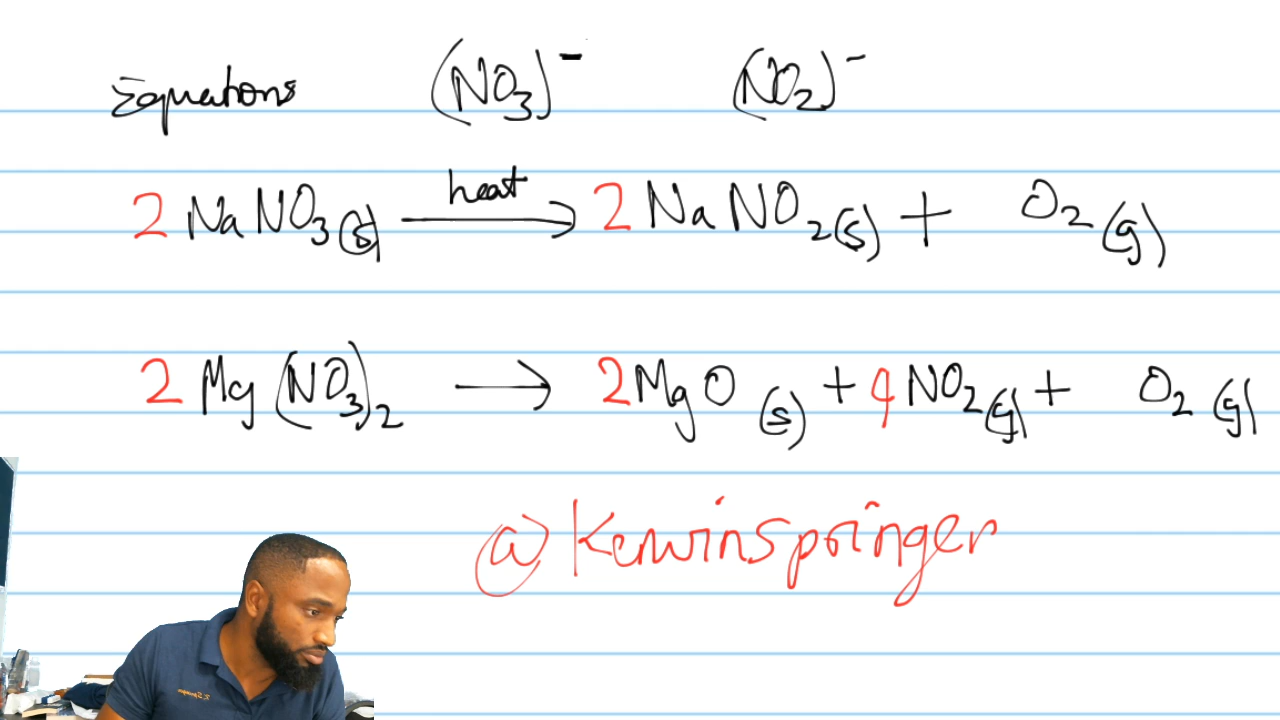 Equations (NO₃)⁻ (NO₂)⁻
heat
2 NaNO₃(s) → 2 NaNO₂(s) + O₂(g)
2 Mg(NO₃)₂ → 2MgO (s) + 4 NO₂(g) + O₂(g)
@Kerwinspringer